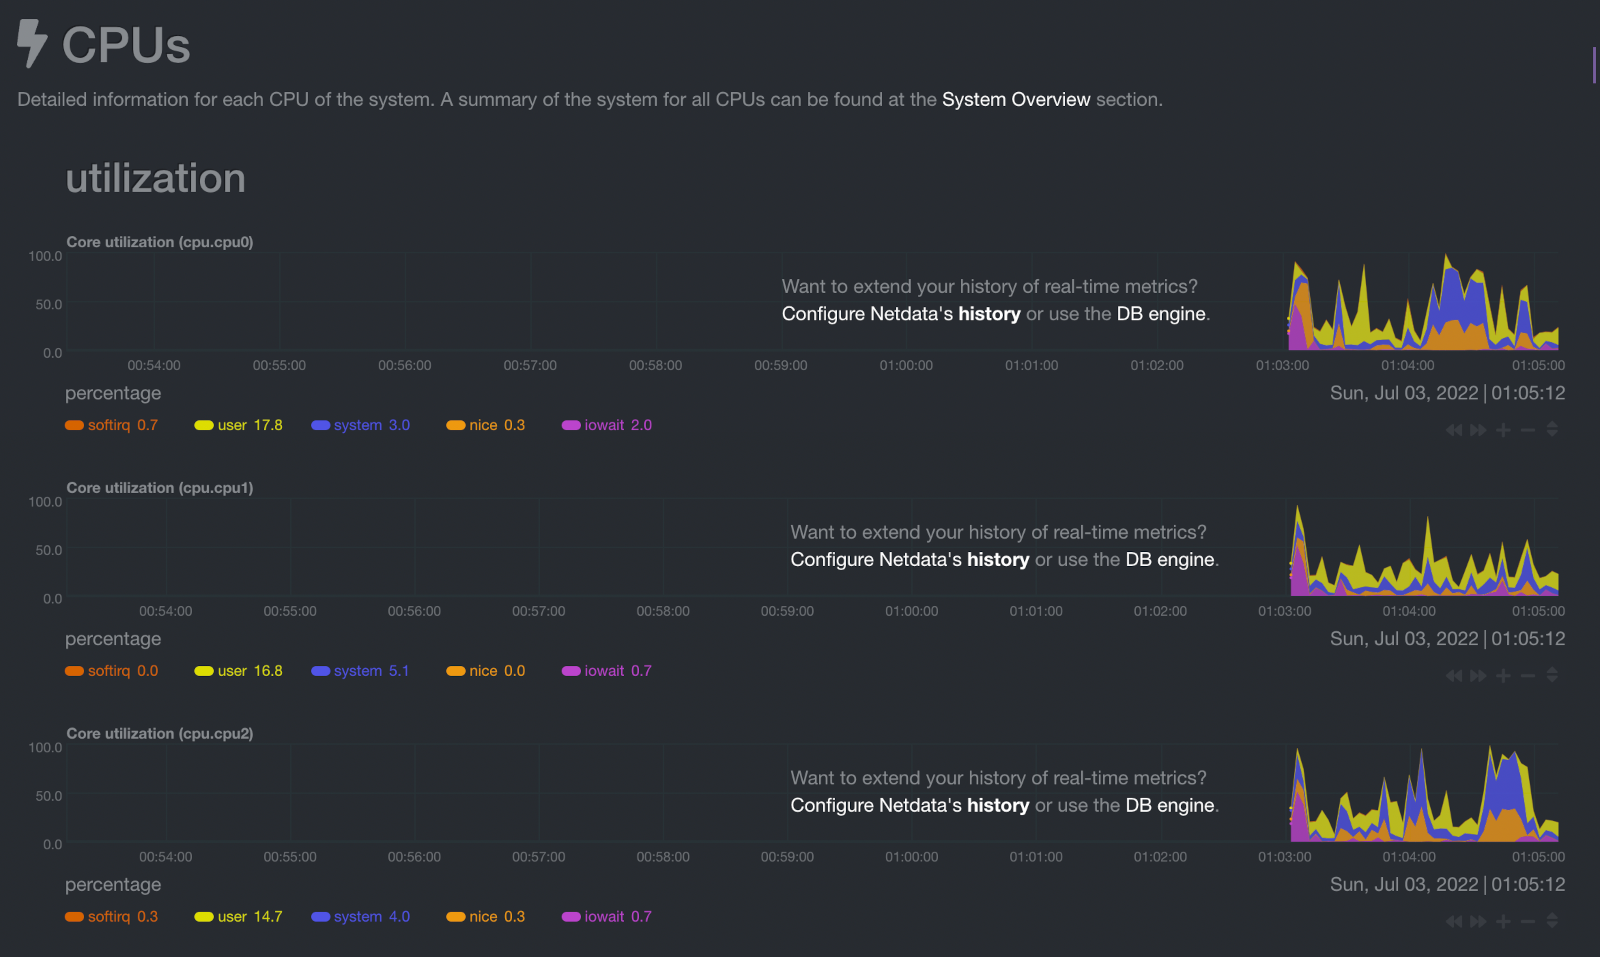 CPUs
Detailed information for each CPU of the system. A summary of the system for all CPUs can be found at the System Overview section.
utilization
Core utilization (cpu.cpu0)
100.0
50.0
0.0
Want to extend your history of real-time metrics?
Configure Netdata's history or use the DB engine.
00:54:00 00:55:00 00:56:00 00:57:00 00:58:00 00:59:00 01:00:00 01:01:00 01:02:00 01:03:00 01:04:00 01:05:00
percentage Sun, Jul 03, 2022 | 01:05:12
softirq 0.7 user 17.8 system 3.0 nice 0.3 iowait 2.0
Core utilization (cpu.cpu1)
100.0
50.0
0.0
Want to extend your history of real-time metrics?
Configure Netdata's history or use the DB engine.
00:54:00 00:55:00 00:56:00 00:57:00 00:58:00 00:59:00 01:00:00 01:01:00 01:02:00 01:03:00 01:04:00 01:05:00
percentage Sun, Jul 03, 2022 | 01:05:12
softirq 0.0 user 16.8 system 5.1 nice 0.0 iowait 0.7
Core utilization (cpu.cpu2)
100.0
50.0
0.0
Want to extend your history of real-time metrics?
Configure Netdata's history or use the DB engine.
00:54:00 00:55:00 00:56:00 00:57:00 00:58:00 00:59:00 01:00:00 01:01:00 01:02:00 01:03:00 01:04:00 01:05:00
percentage Sun, Jul 03, 2022 | 01:05:12
softirq 0.3 user 14.7 system 4.0 nice 0.3 iowait 0.7